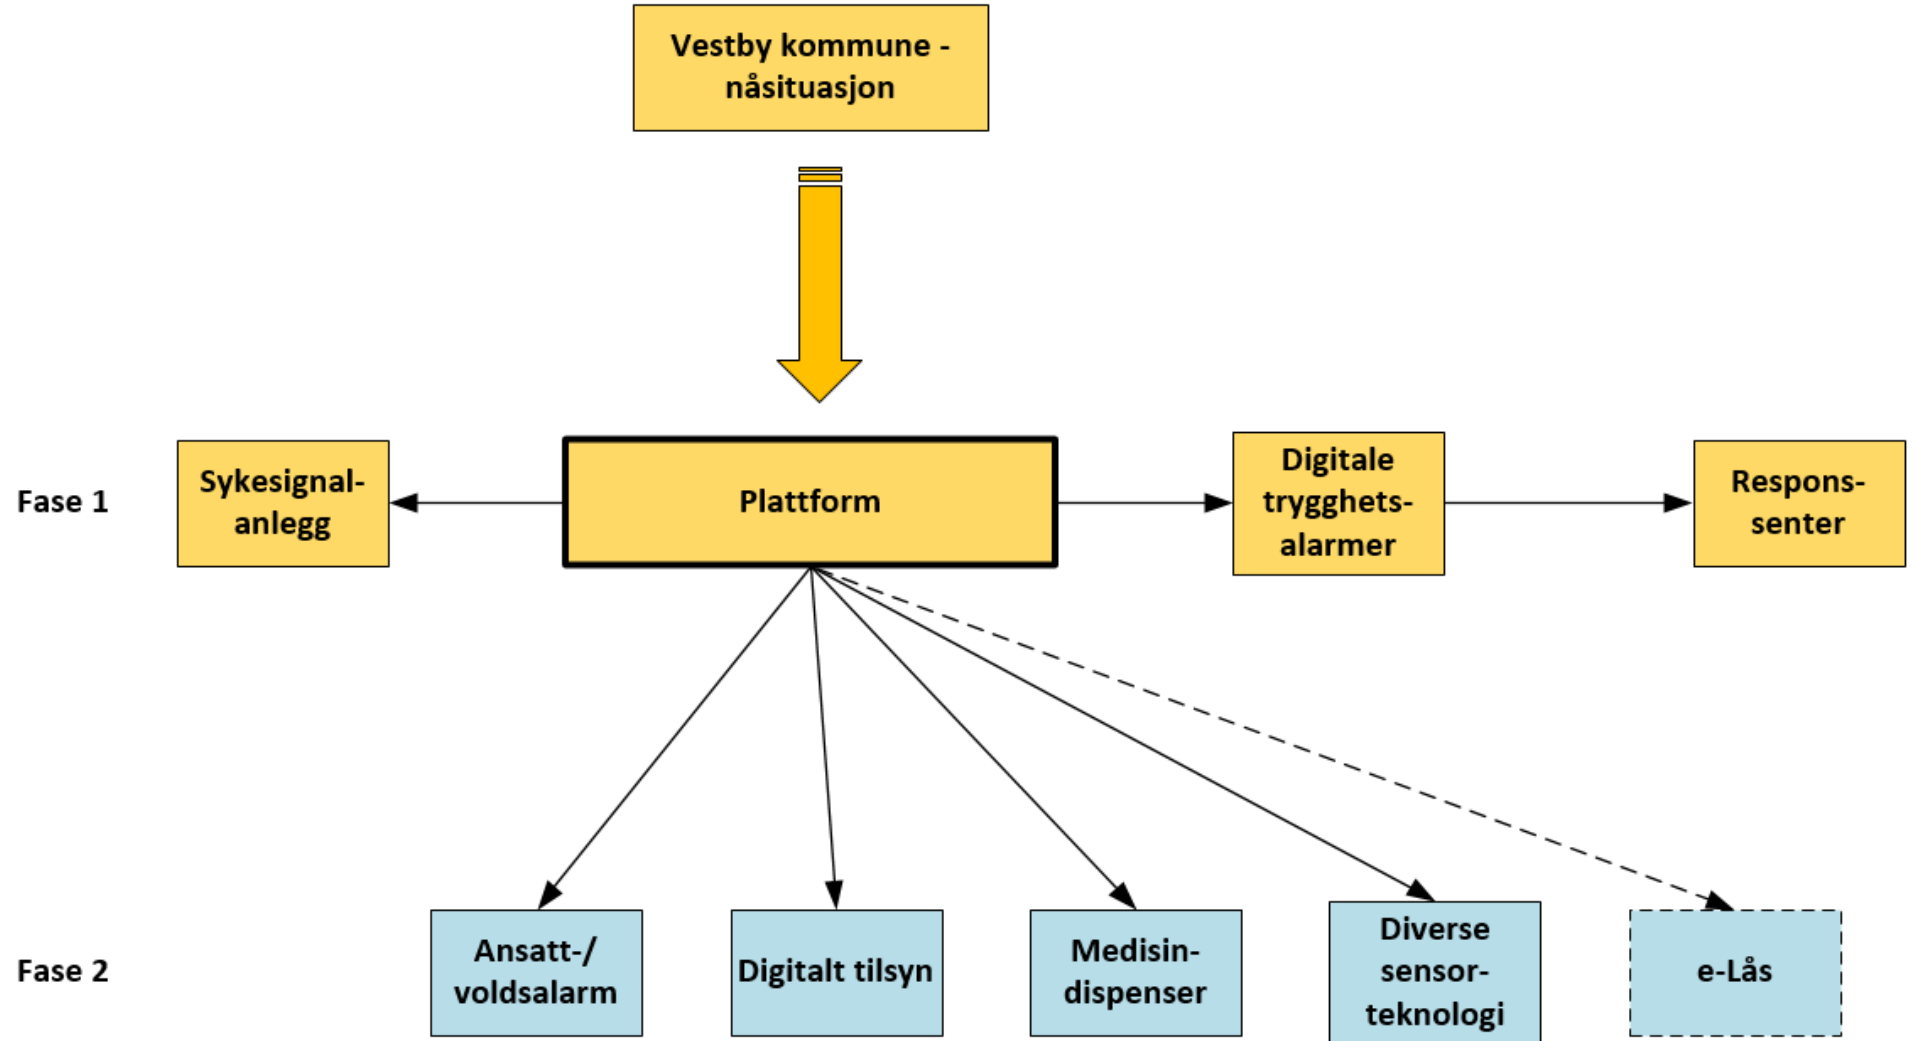 Vestby kommune -
nåsituasjon
Fase 1
Sykesignal-
anlegg
Plattform
Digitale
trygghets-
alarmer
Respons-
senter
Fase 2
Ansatt-/
voldsalarm
Digitalt tilsyn
Medisin-
dispenser
Diverse
sensor-
teknologi
e-Lås